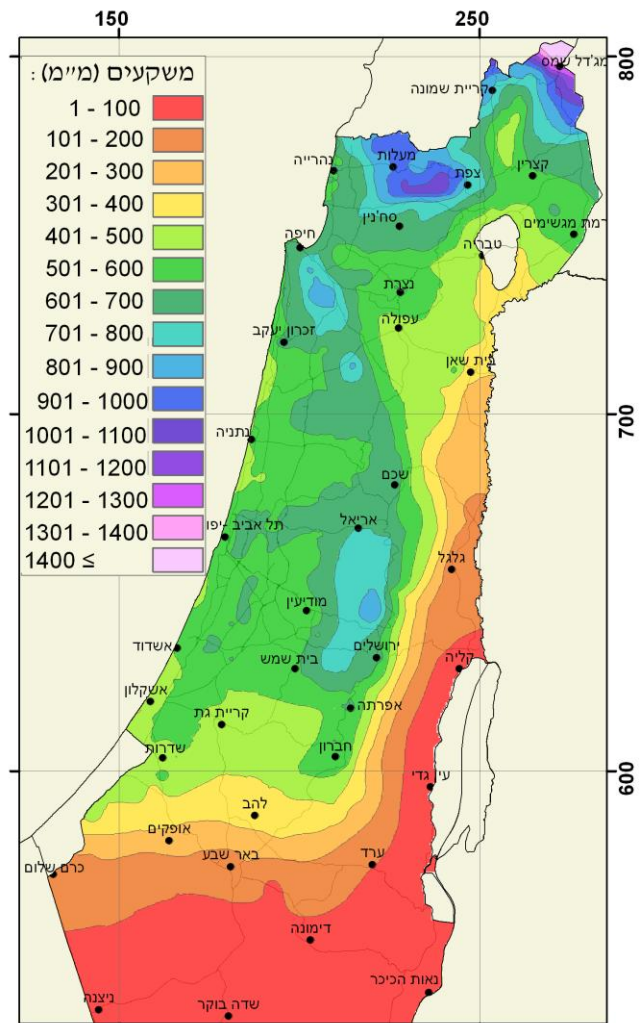 150
250
משקעים (מ״מ) :
1 - 100
101 - 200
201 - 300
301 - 400
401 - 500
501 - 600
601 - 700
701 - 800
801 - 900
901 - 1000
1001 - 1100
1101 - 1200
1201 - 1300
1301 - 1400
1400 ≤
800
700
600
מג'דל שמס
קריית שמונה
מעלות
נהרייה
צפת
קצרין
סח'נין
רמת מגשימים
חיפה
טבריה
נצרת
עפולה
זכרון יעקב
בית שאן
נתניה
שכם
אריאל
תל אביב -יפו
גלגל
מודיעין
ירושלים
אשדוד
בית שמש
קליה
אשקלון
אפרתה
קריית גת
חברון
שדרות
עין גדי
להב
אופקים
באר שבע
ערד
כרם שלום
דימונה
נאות הכיכר
ניצנה
שדה בוקר